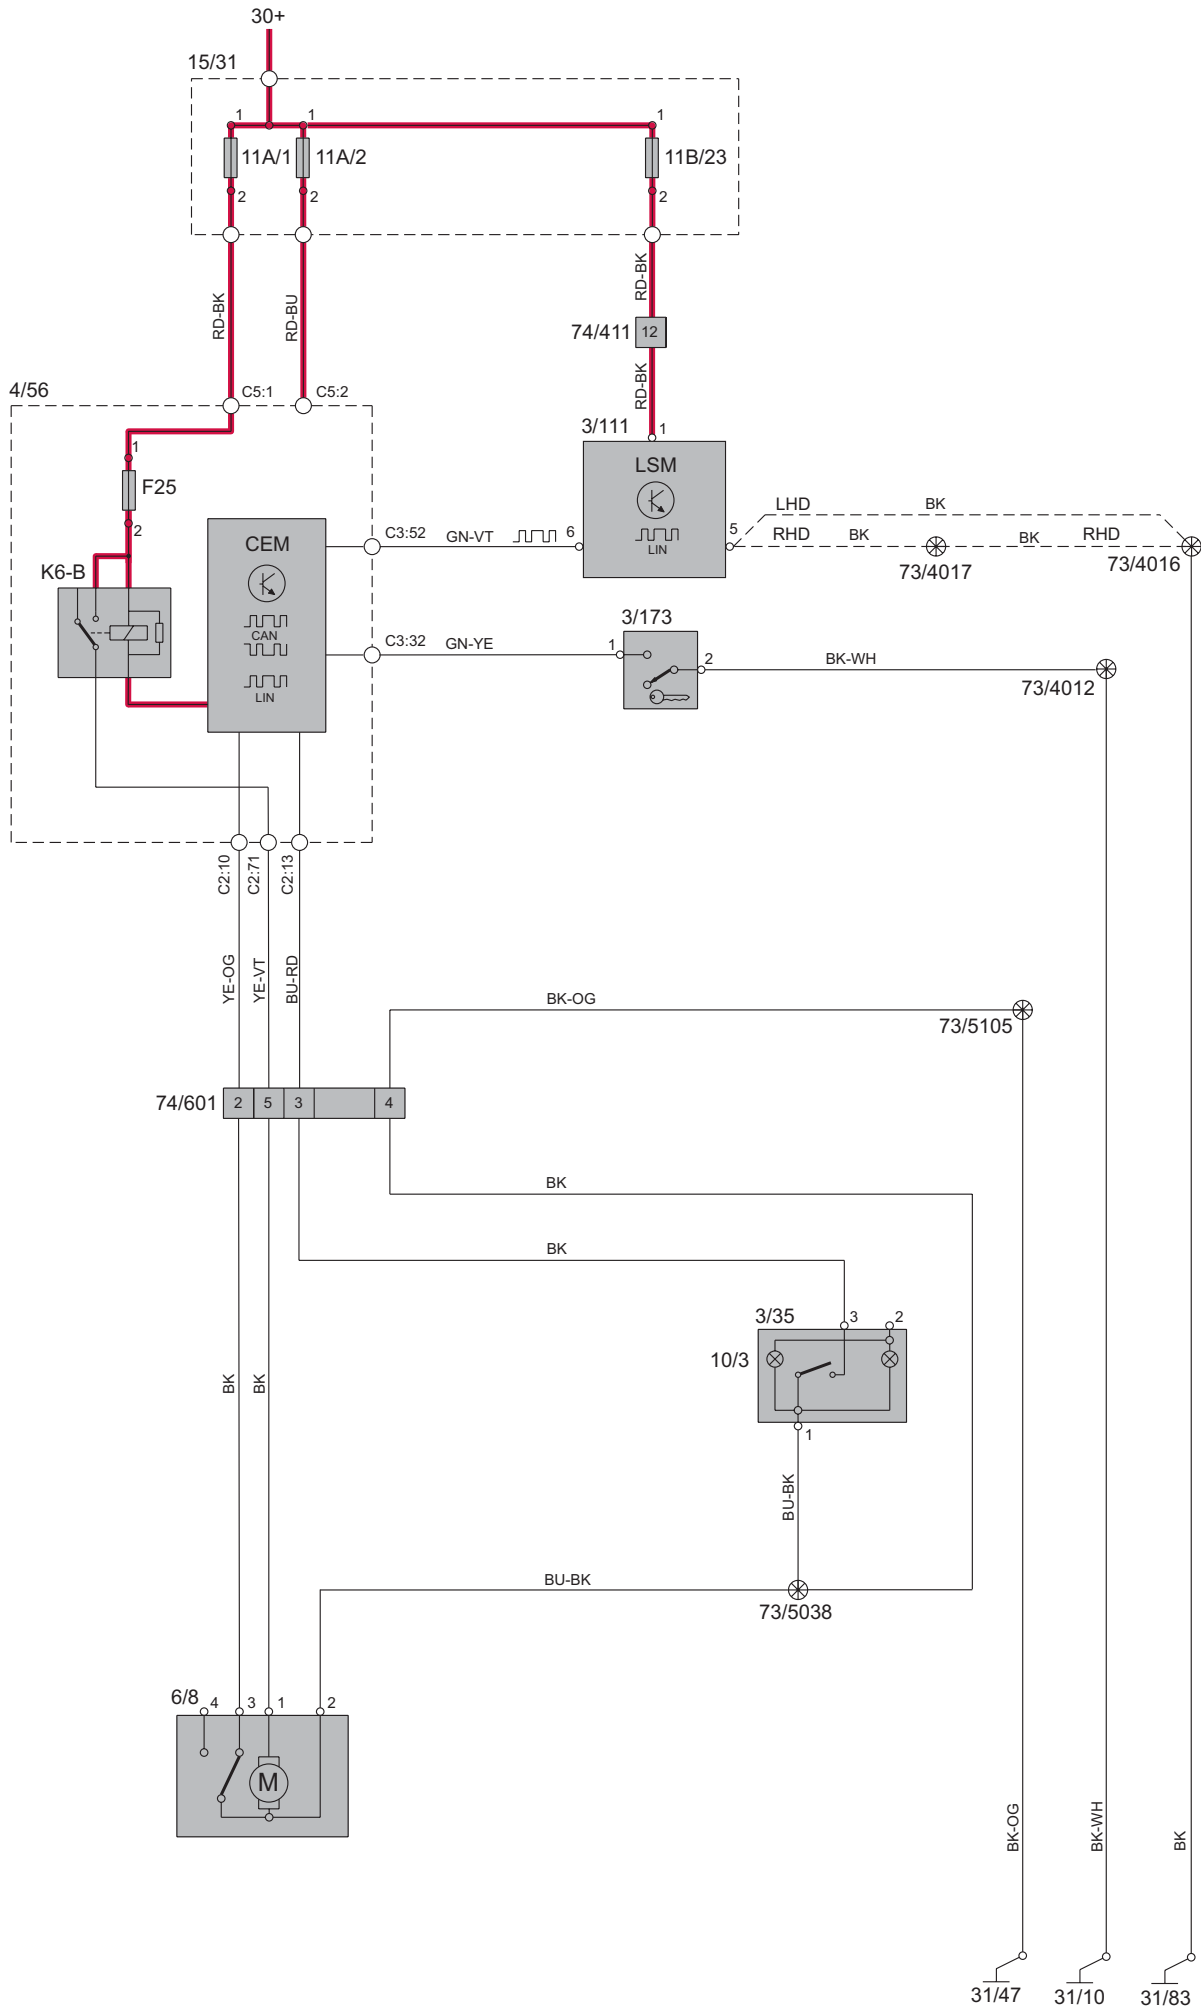 30+
15/31
1 1 1
11A/1 11A/2 11B/23
2 2 2
RD-BK RD-BU RD-BK
74/411 12
RD-BK
4/56 C5:1 C5:2
3/111 1
1
F25
2
LSM
LIN
LHD BK
CEM C3:52 GN-VT 6 5 RHD BK BK RHD
73/4017 73/4016
K6-B
CAN
LIN
3/173
C3:32 GN-YE 1 2 BK-WH
73/4012
C2:10 C2:71 C2:13
YE-OG YE-VT BU-RD
BK-OG
73/5105
74/601 2 5 3 4
BK
BK
3/35 3 2
10/3
1
BK BK
BU-BK
BU-BK
73/5038
6/8 4 3 1 2
M
BK-OG BK-WH BK
31/47 31/10 31/83